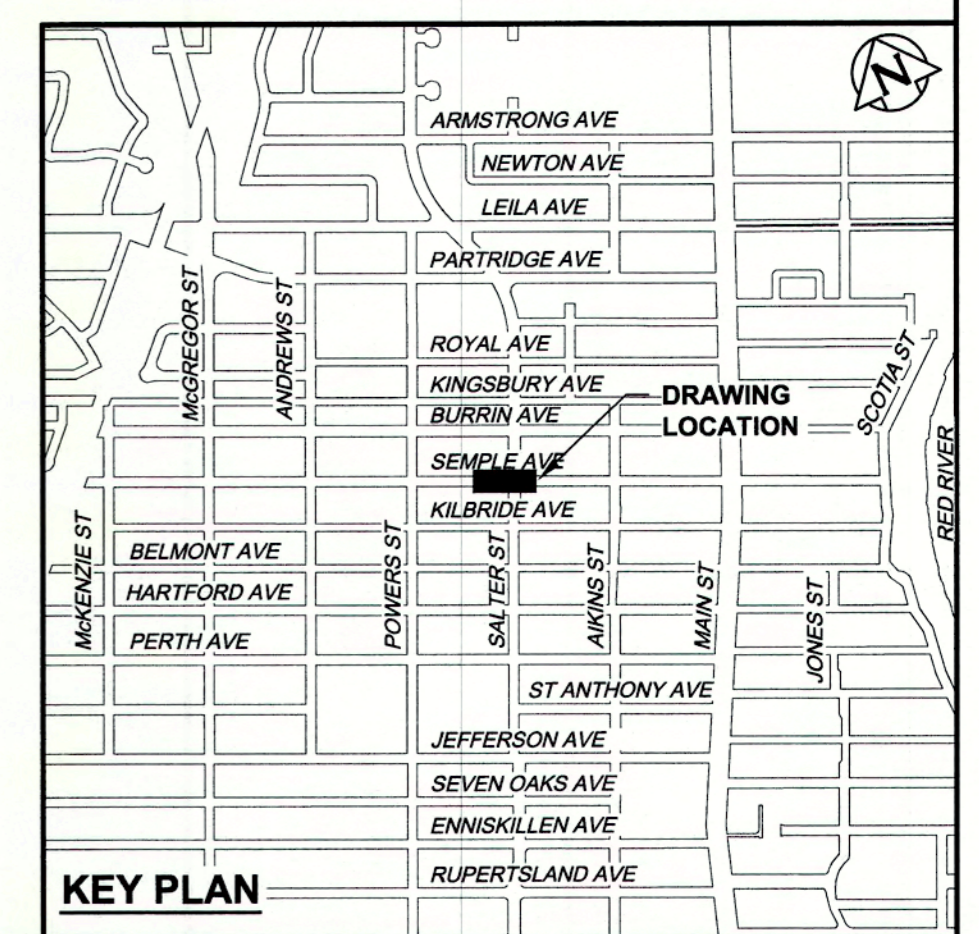 N
ARMSTRONG AVE
NEWTON AVE
LEILA AVE
PARTRIDGE AVE
McGREGOR ST
ANDREWS ST
ROYAL AVE
KINGSBURY AVE
BURRIN AVE
DRAWING
LOCATION
SCOTIA ST
RED RIVER
SEMPLE AVE
KILBRIDE AVE
McKENZIE ST
BELMONT AVE
HARTFORD AVE
PERTH AVE
POWERS ST
SALTER ST
AIKINS ST
MAIN ST
JONES ST
ST ANTHONY AVE
JEFFERSON AVE
SEVEN OAKS AVE
ENNISKILLEN AVE
RUPERTSLAND AVE
KEY PLAN